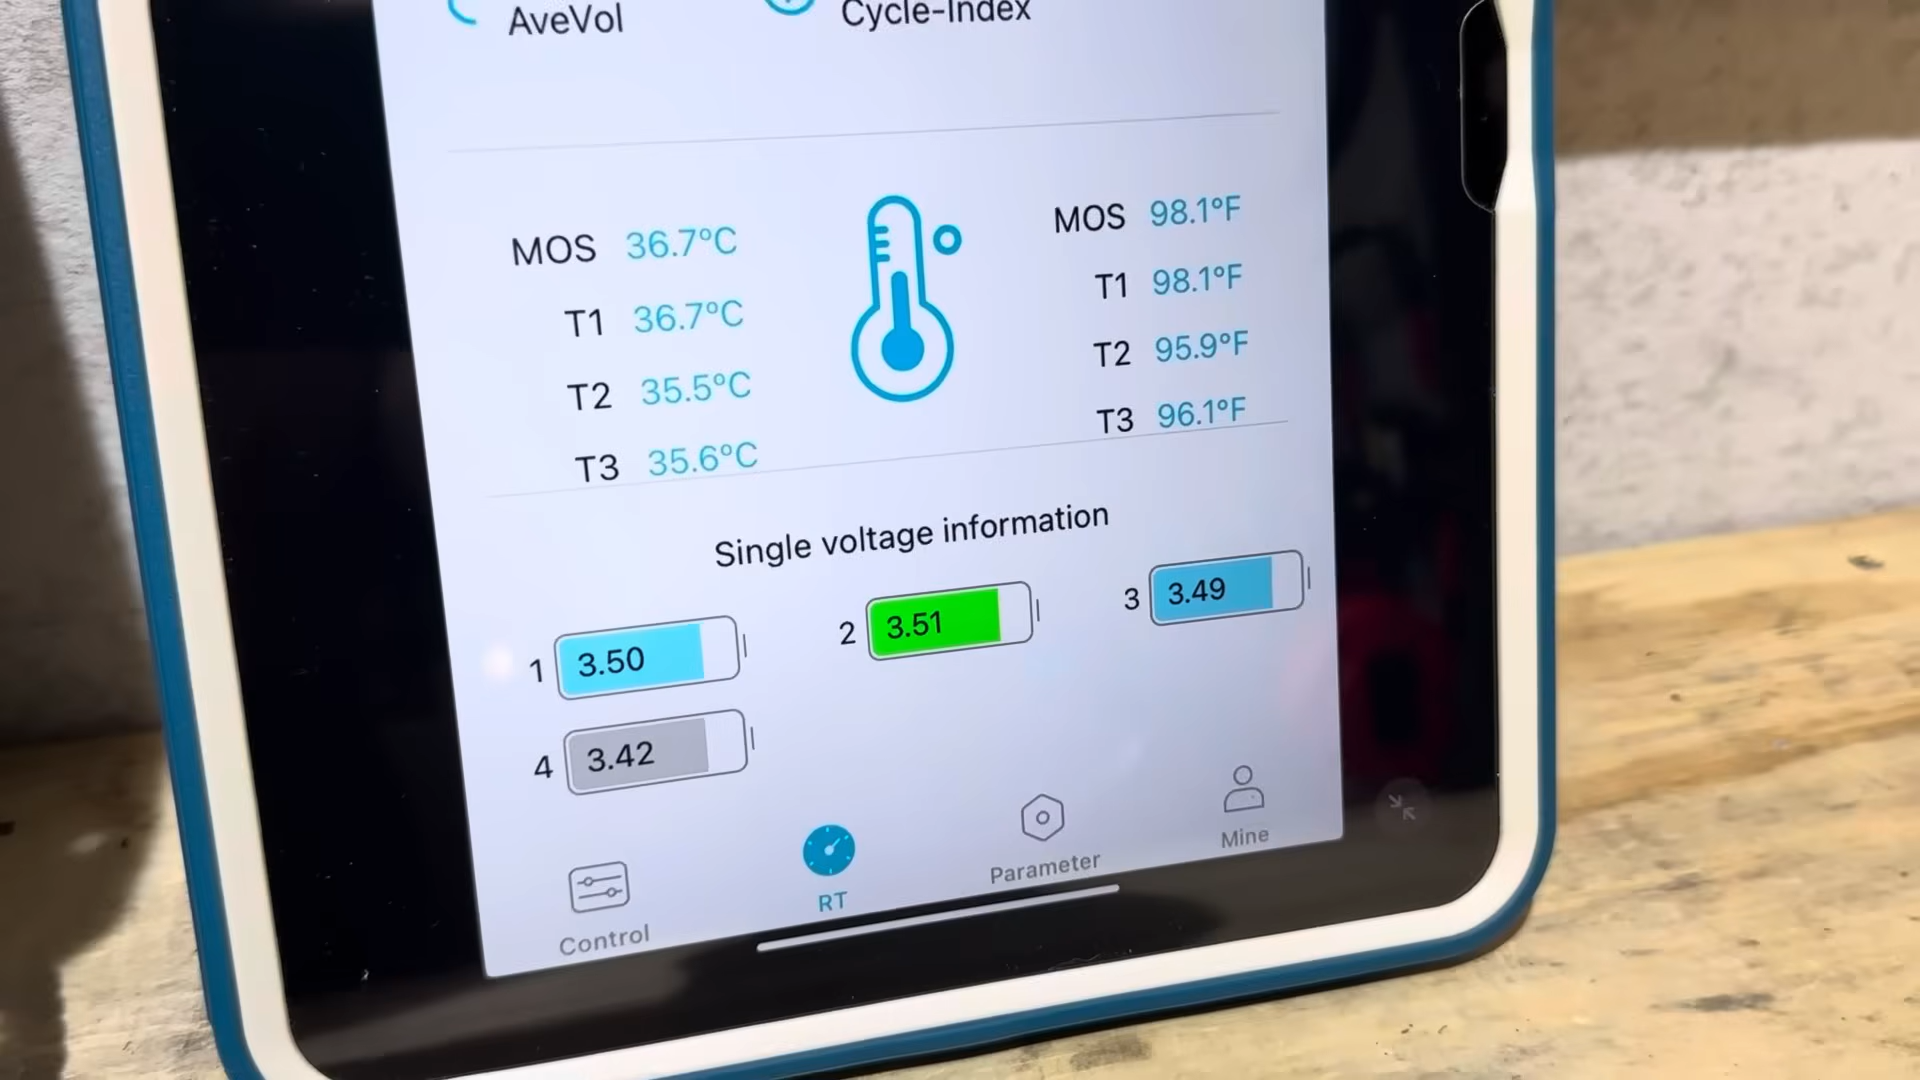 AveVol
Cycle-Index
MOS 36.7°C
T1 36.7°C
T2 35.5°C
T3 35.6°C
MOS 98.1°F
T1 98.1°F
T2 95.9°F
T3 96.1°F
Single voltage information
1 3.50
2 3.51
3 3.49
4 3.42
Control
RT
Parameter
Mine